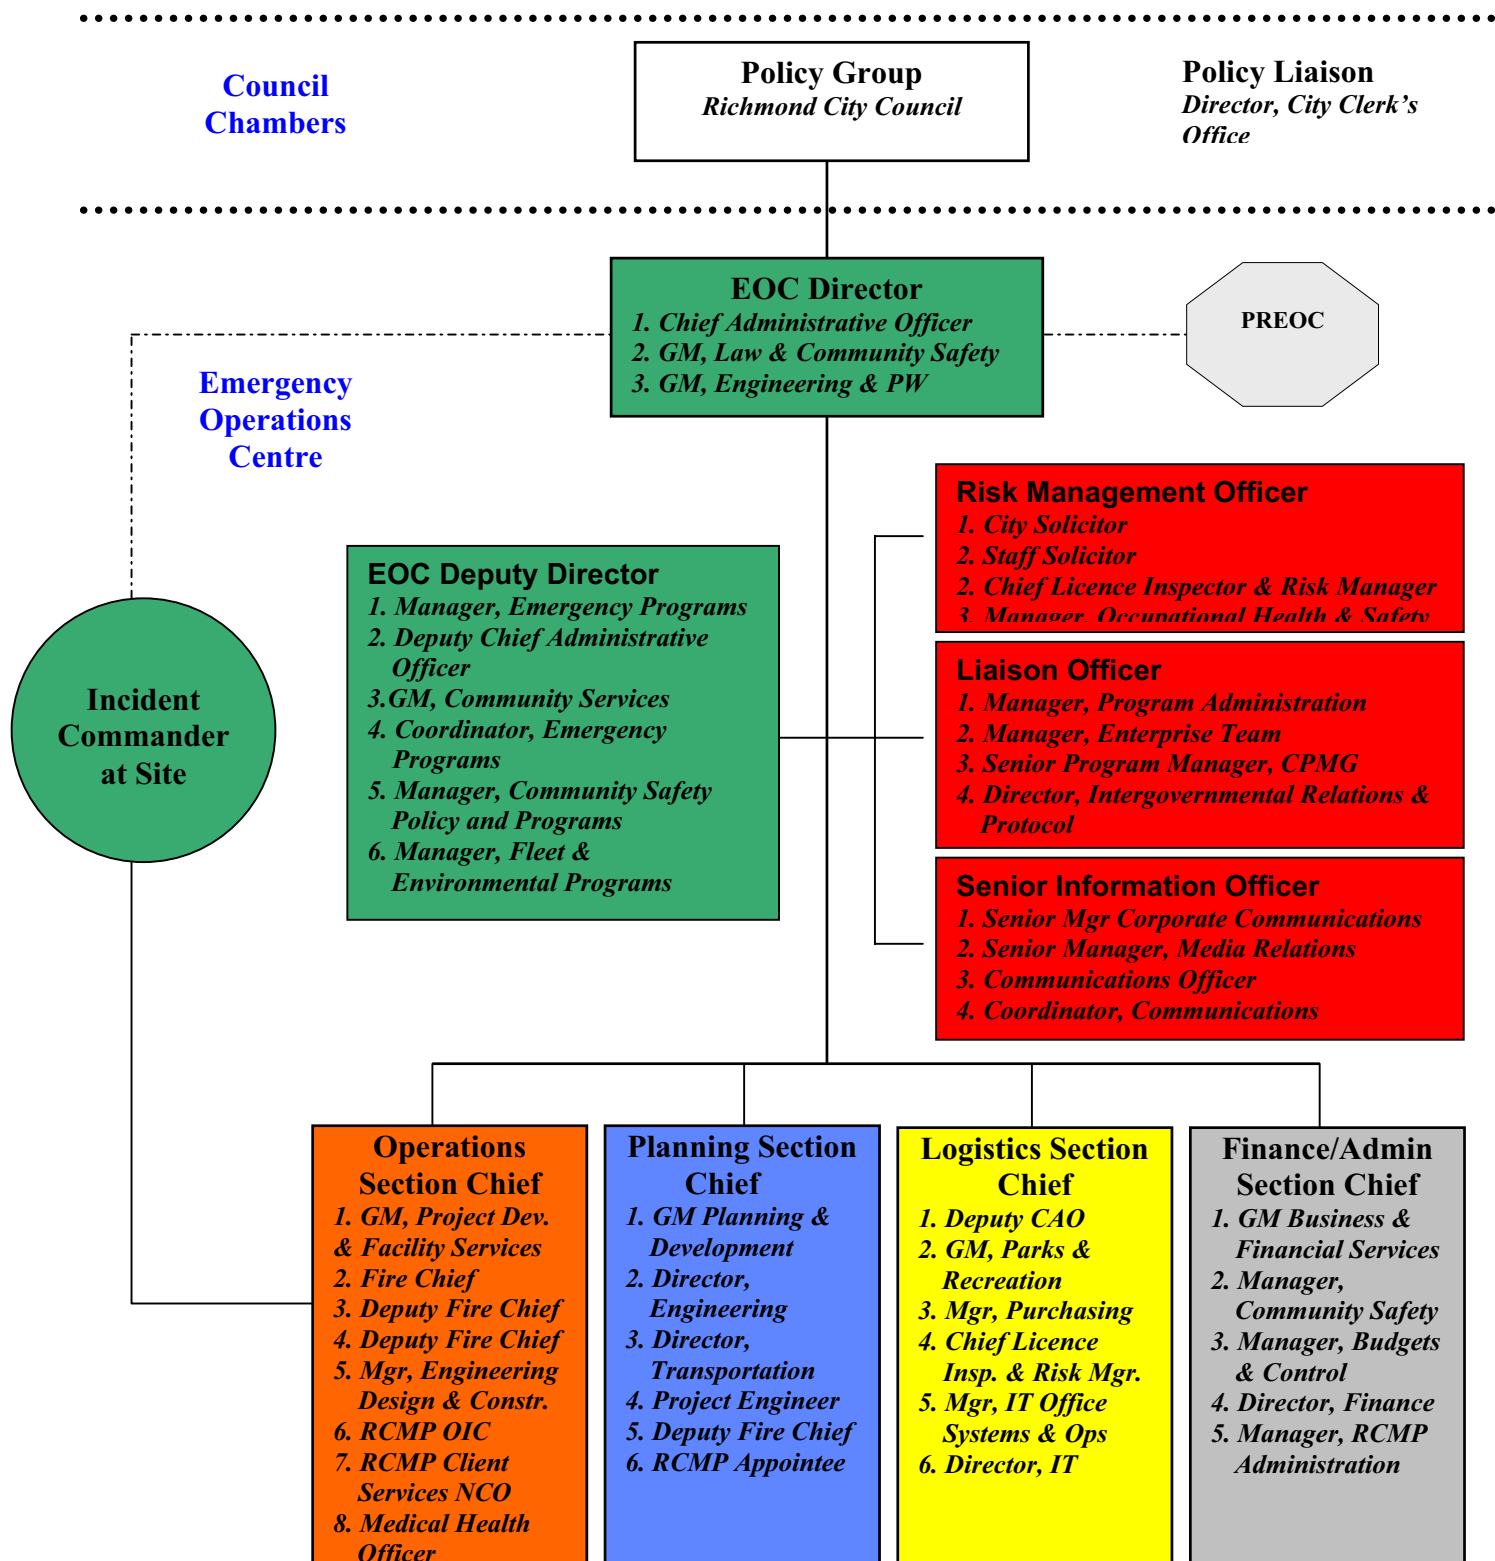 Council
Chambers
Policy Group
Richmond City Council
Policy Liaison
Director, City Clerk's
Office
EOC Director
1. Chief Administrative Officer
2. GM, Law & Community Safety
3. GM, Engineering & PW
PREOC
Emergency
Operations
Centre
Risk Management Officer
1. City Solicitor
2. Staff Solicitor
2. Chief Licence Inspector & Risk Manager
3. Manager, Occupational Health & Safety
EOC Deputy Director
1. Manager, Emergency Programs
2. Deputy Chief Administrative
Officer
3.GM, Community Services
4. Coordinator, Emergency
Programs
5. Manager, Community Safety
Policy and Programs
6. Manager, Fleet &
Environmental Programs
Liaison Officer
1. Manager, Program Administration
2. Manager, Enterprise Team
3. Senior Program Manager, CPMG
4. Director, Intergovernmental Relations &
Protocol
Incident
Commander
at Site
Senior Information Officer
1. Senior Mgr Corporate Communications
2. Senior Manager, Media Relations
3. Communications Officer
4. Coordinator, Communications
Operations
Section Chief
1. GM, Project Dev.
& Facility Services
2. Fire Chief
3. Deputy Fire Chief
4. Deputy Fire Chief
5. Mgr, Engineering
Design & Constr.
6. RCMP OIC
7. RCMP Client
Services NCO
8. Medical Health
Officer
Planning Section
Chief
1. GM Planning &
Development
2. Director,
Engineering
3. Director,
Transportation
4. Project Engineer
5. Deputy Fire Chief
6. RCMP Appointee
Logistics Section
Chief
1. Deputy CAO
2. GM, Parks &
Recreation
3. Mgr, Purchasing
4. Chief Licence
Insp. & Risk Mgr.
5. Mgr, IT Office
Systems & Ops
6. Director, IT
Finance/Admin
Section Chief
1. GM Business &
Financial Services
2. Manager,
Community Safety
3. Manager, Budgets
& Control
4. Director, Finance
5. Manager, RCMP
Administration